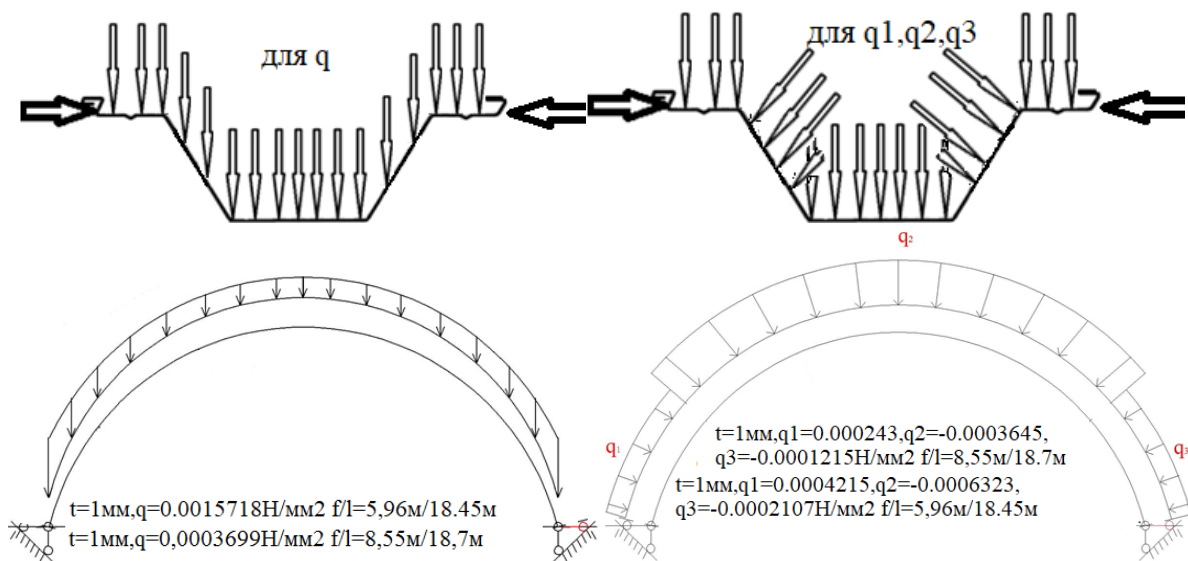 для q
для q1,q2,q3
q₂
q₁
q₃
t=1мм,q=0.0015718Н/мм2 f/l=5,96м/18.45м
t=1мм,q=0,0003699Н/мм2 f/l=8,55м/18,7м
t=1мм,q1=0.000243,q2=-0.0003645,
q3=-0.0001215Н/мм2 f/l=8,55м/18.7м
t=1мм,q1=0.0004215,q2=-0.0006323,
q3=-0.0002107Н/мм2 f/l=5,96м/18.45м